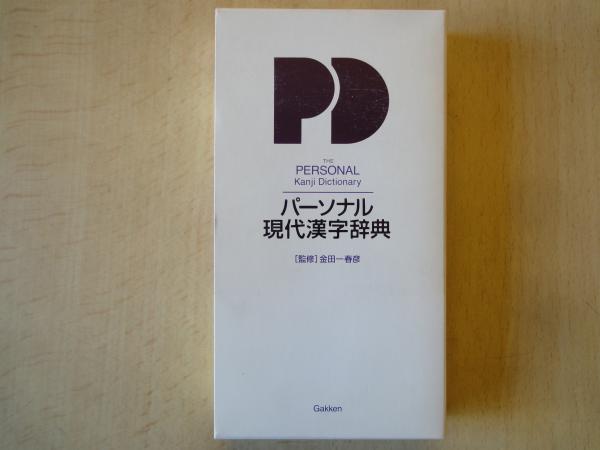 PD
THE
PERSONAL
Kanji Dictionary
パーソナル
現代漢字辞典
[監修]金田一春彦
Gakken